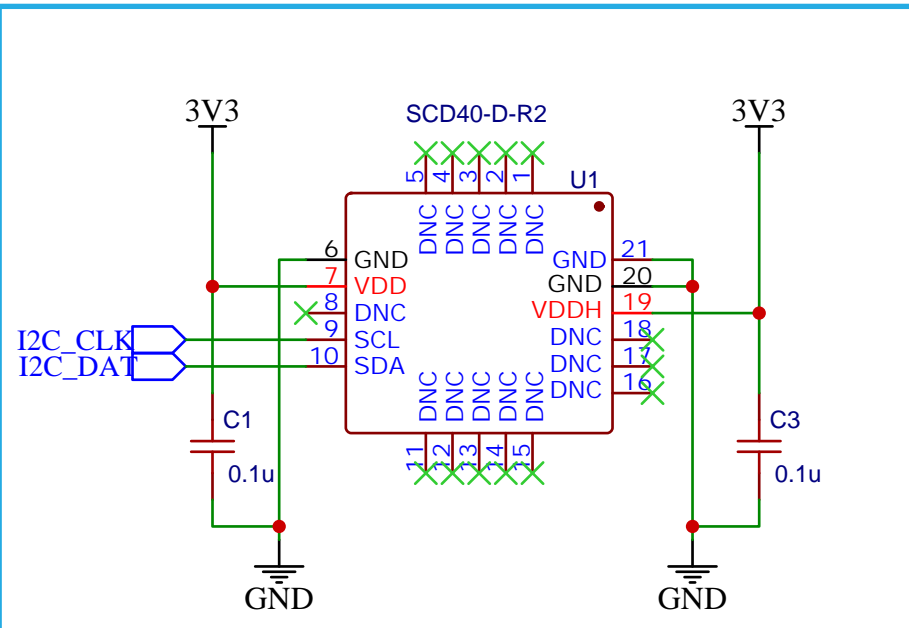 3V3
SCD40-D-R2
3V3
U1
5 4 3 2 1
DNC DNC DNC DNC DNC
6 GND
7 VDD
8 DNC
9 SCL
10 SDA
I2C_CLK
I2C_DAT
GND 21
GND 20
VDDH 19
DNC 18
DNC 17
DNC 16
DNC DNC DNC DNC DNC
11 12 13 14 15
C1
0.1u
C3
0.1u
GND
GND